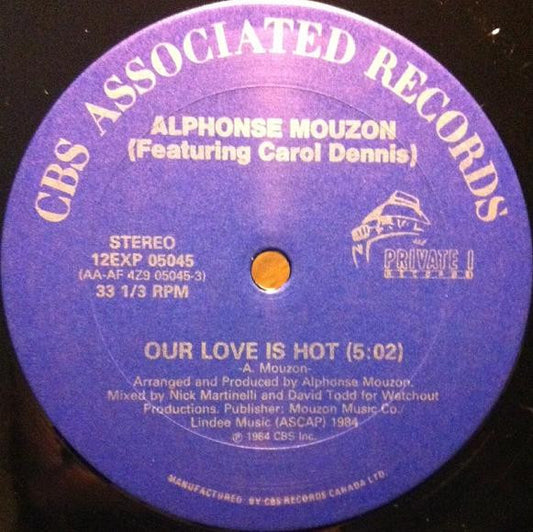 CBS ASSOCIATED RECORDS
ALPHONSE MOUZON
(Featuring Carol Dennis)
STEREO
12EXP 05045
(AA-AF 4Z9 05045-3)
33 1/3 RPM
PRIVATE I
RECORDS
OUR LOVE IS HOT (5:02)
-A. Mouzon-
Arranged and Produced by Alphonse Mouzon.
Mixed by Nick Martinelli and David Todd for Watchout
Productions. Publisher: Mouzon Music Co./
Lindee Music (ASCAP) 1984
℗ 1984 CBS Inc.
MANUFACTURED BY CBS RECORDS CANADA LTD.